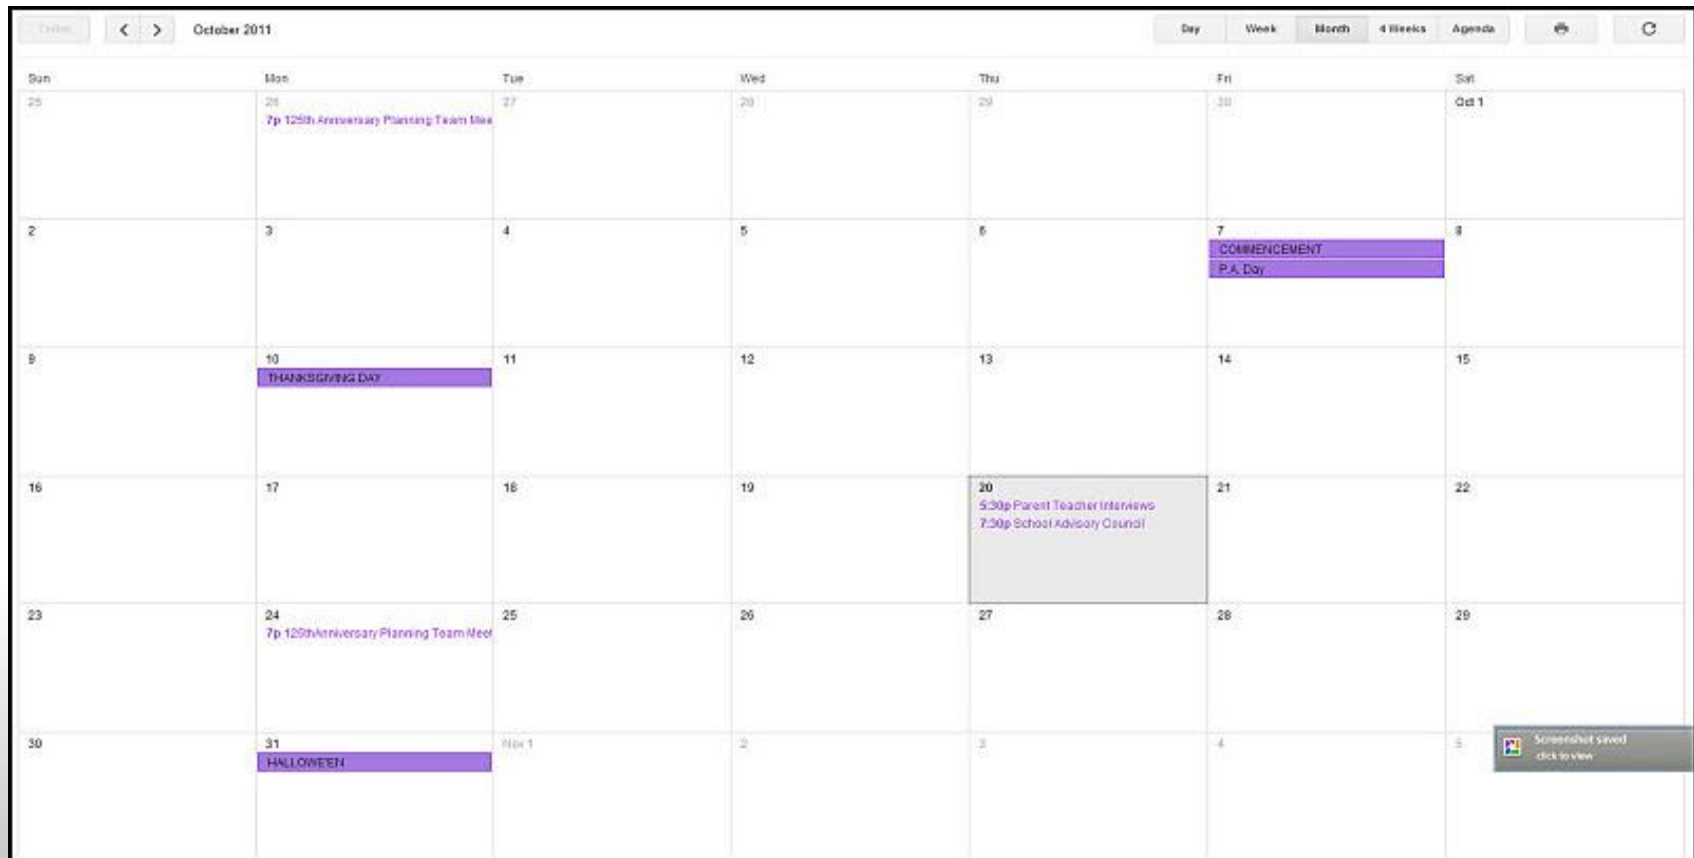 Today
October 2011
Day Week Month 4 Weeks Agenda
Sun Mon Tue Wed Thu Fri Sat
25 26 27 28 29 30 Oct 1
7p 125th Anniversary Planning Team Mee
2 3 4 5 6 7 8
COMMENCEMENT
P.A. Day
9 10 11 12 13 14 15
THANKSGIVING DAY
16 17 18 19 20 21 22
5:30p Parent Teacher Interviews
7:30p School Advisory Council
23 24 25 26 27 28 29
7p 125thAnniversary Planning Team Meet
30 31 Nov 1 2 3 4 5
HALLOWE'EN
Screenshot saved
click to view